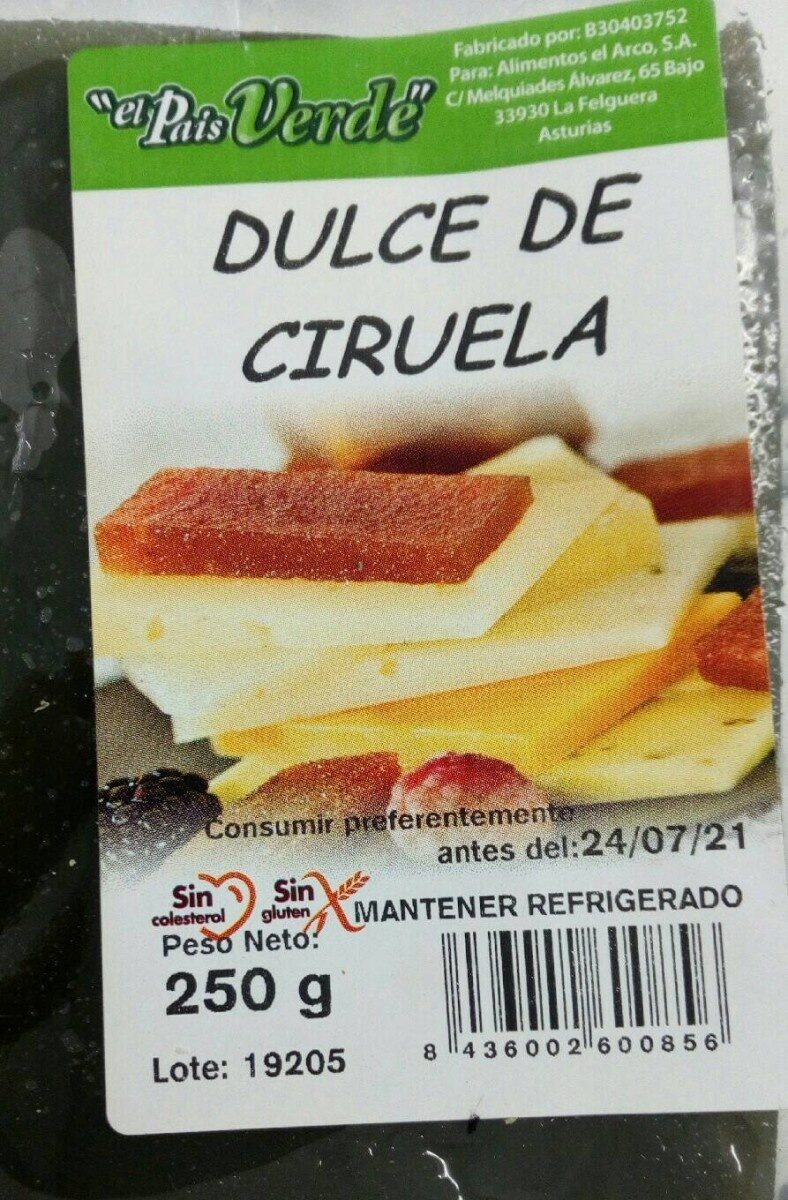 "el País Verde"
Fabricado por: B30403752
Para: Alimentos el Arco, S.A.
C/ Melquiades Álvarez, 65 Bajo
33930 La Felguera
Asturias
DULCE DE
CIRUELA
Consumir preferentemente
antes del:24/07/21
Sin
colesterol
Sin
gluten
MANTENER REFRIGERADO
Peso Neto:
250 g
Lote: 19205
8 436002 600856